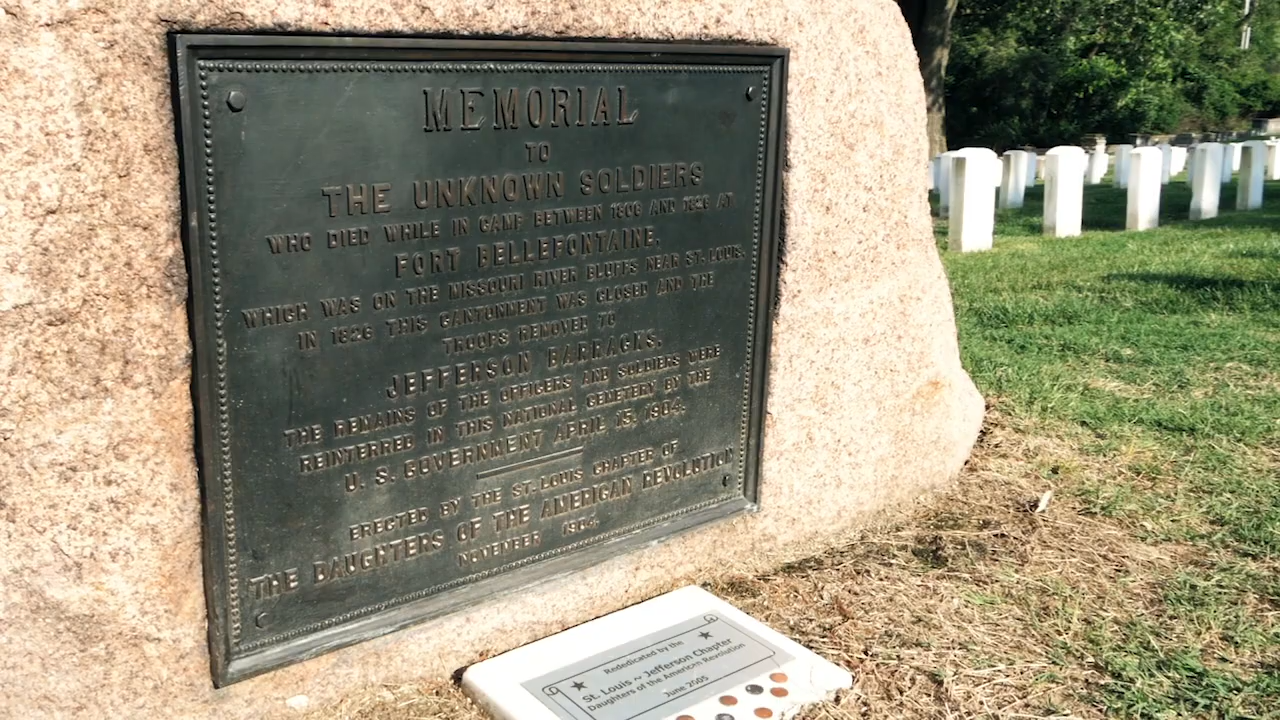 MEMORIAL
TO
THE UNKNOWN SOLDIERS
WHO DIED WHILE IN CAMP BETWEEN 1806 AND 1826 AT
FORT BELLEFONTAINE,
WHICH WAS ON THE MISSOURI RIVER BLUFFS NEAR ST. LOUIS.
IN 1826 THIS CANTONMENT WAS CLOSED AND THE
TROOPS REMOVED TO
JEFFERSON BARRACKS.
THE REMAINS OF THE OFFICERS AND SOLDIERS WERE
REINTERRED IN THIS NATIONAL CEMETERY BY THE
U. S. GOVERNMENT APRIL 15, 1904.
ERECTED BY THE ST. LOUIS CHAPTER OF
THE DAUGHTERS OF THE AMERICAN REVOLUTION
NOVEMBER 1904.
Rededicated by the
St. Louis ~ Jefferson Chapter
Daughters of the American Revolution
June 2005